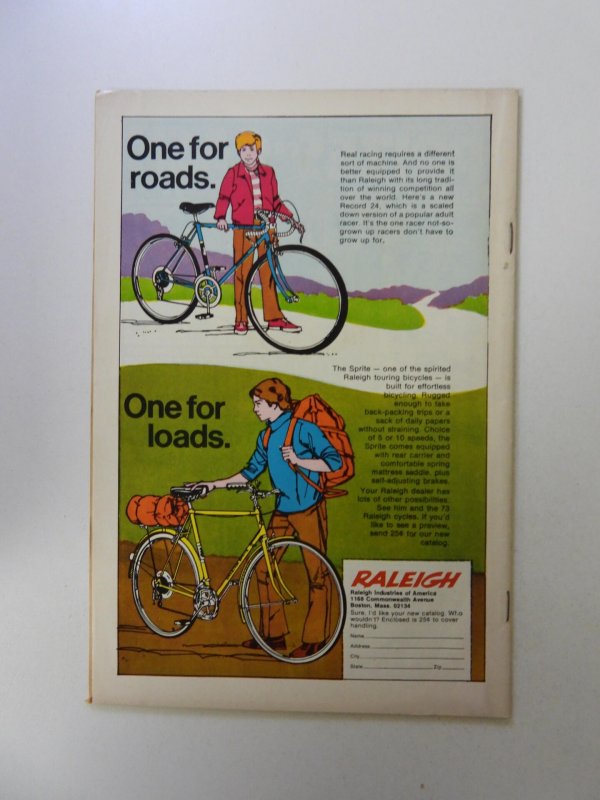 One for
roads.
Real racing requires a different
sort of machine. And no one is
better equipped to provide it
than Raleigh with its long tradi-
tion of winning competition all
over the world. Here's a new
Record 24, which is a scaled
down version of a popular adult
racer. It's the one racer not-so-
grown up racers don't have to
grow up for.
The Sprite — one of the spirited
Raleigh touring bicycles — is
built for effortless
bicycling. Rugged
enough to take
back-packing trips or a
sack of daily papers
without straining. Choice
of 5 or 10 speeds, the
Sprite comes equipped
with rear carrier and
comfortable spring
mattress saddle, plus
self-adjusting brakes.
Your Raleigh dealer has
lots of other possibilities.
See him and the 73
Raleigh cycles. If you'd
like to see a preview,
send 25¢ for our new
catalog.
One for
loads.
RALEIGH
Raleigh Industries of America
1168 Commonwealth Avenue
Boston, Mass. 02134
Sure, I'd like your new catalog. Who
wouldn't? Enclosed is 25¢ to cover
handling.
Name
Address
City
State Zip